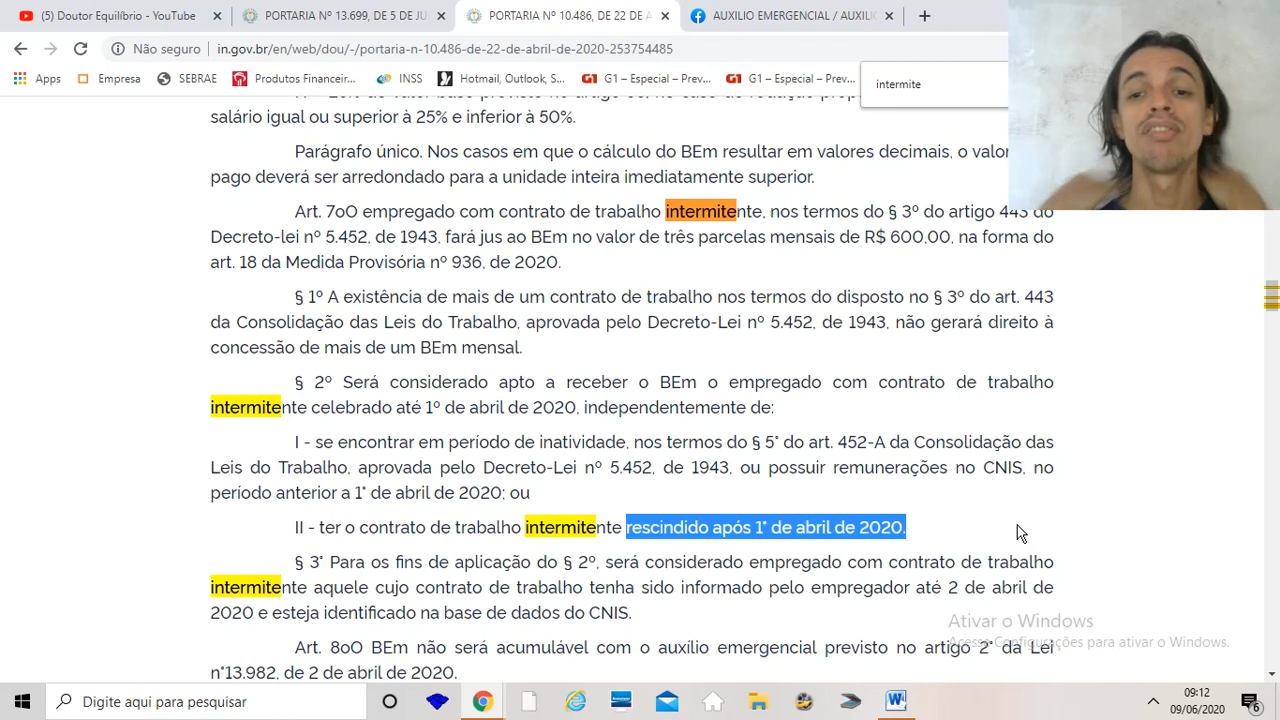 (5) Doutor Equilíbrio - YouTube
PORTARIA Nº 13.699, DE 5 DE JU
PORTARIA Nº 10.486, DE 22 DE A
AUXILIO EMERGENCIAL / AUXILI
Não seguro
in.gov.br/en/web/dou/-/portaria-n-10.486-de-22-de-abril-de-2020-253754485
Apps
Empresa
SEBRAE
Produtos Financeir...
INSS
Hotmail, Outlook, S...
G1 – Especial – Prev...
G1 – Especial – Prev...
intermite
salário igual ou superior à 25% e inferior à 50%.
Parágrafo único. Nos casos em que o cálculo do BEm resultar em valores decimais, o valor
pago deverá ser arredondado para a unidade inteira imediatamente superior.
Art. 7oO empregado com contrato de trabalho intermitente, nos termos do § 3º do artigo 443 do
Decreto-lei nº 5.452, de 1943, fará jus ao BEm no valor de três parcelas mensais de R$ 600,00, na forma do
art. 18 da Medida Provisória nº 936, de 2020.
§ 1º A existência de mais de um contrato de trabalho nos termos do disposto no § 3º do art. 443
da Consolidação das Leis do Trabalho, aprovada pelo Decreto-Lei nº 5.452, de 1943, não gerará direito à
concessão de mais de um BEm mensal.
§ 2º Será considerado apto a receber o BEm o empregado com contrato de trabalho
intermitente celebrado até 1º de abril de 2020, independentemente de:
I - se encontrar em período de inatividade, nos termos do § 5° do art. 452-A da Consolidação das
Leis do Trabalho, aprovada pelo Decreto-Lei nº 5.452, de 1943, ou possuir remunerações no CNIS, no
período anterior a 1° de abril de 2020; ou
II - ter o contrato de trabalho intermitente rescindido após 1° de abril de 2020.
§ 3° Para os fins de aplicação do § 2º, será considerado empregado com contrato de trabalho
intermitente aquele cujo contrato de trabalho tenha sido informado pelo empregador até 2 de abril de
2020 e esteja identificado na base de dados do CNIS.
Ativar o Windows
Acesse Configurações para ativar o Windows.
Art. 8oO BEm não será acumulável com o auxílio emergencial previsto no artigo 2° da Lei
n°13.982, de 2 de abril de 2020.
Digite aqui para pesquisar
09:12
09/06/2020
6